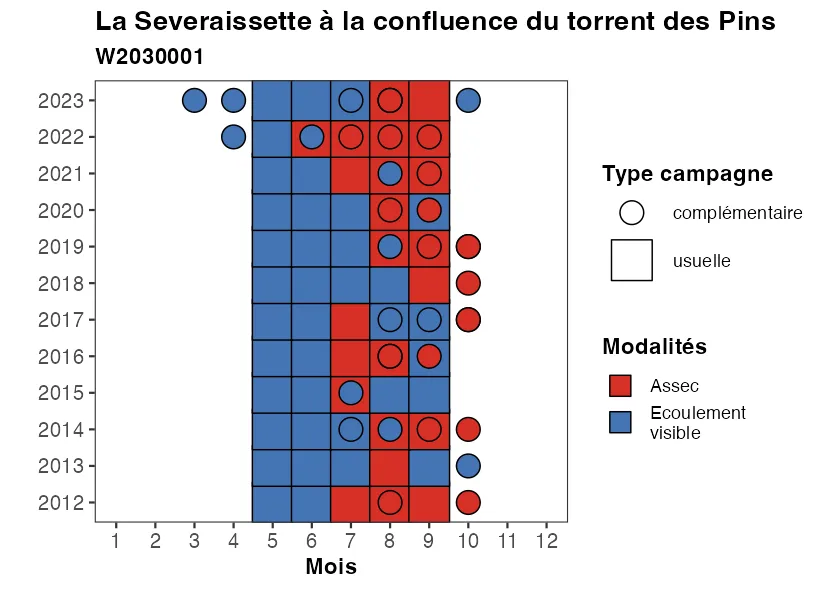 La Severaissette à la confluence du torrent des Pins
W2030001
2023
2022
2021
2020
2019
2018
2017
2016
2015
2014
2013
2012
1 2 3 4 5 6 7 8 9 10 11 12
Mois
Type campagne
complémentaire
usuelle
Modalités
Assec
Ecoulement
visible